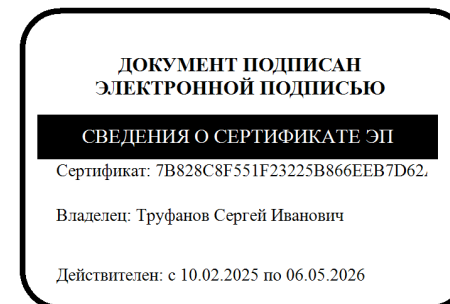 ДОКУМЕНТ ПОДПИСАН
ЭЛЕКТРОННОЙ ПОДПИСЬЮ
СВЕДЕНИЯ О СЕРТИФИКАТЕ ЭП
Сертификат: 7B828C8F551F23225B866EEB7D62
Владелец: Труфанов Сергей Иванович
Действителен: с 10.02.2025 по 06.05.2026